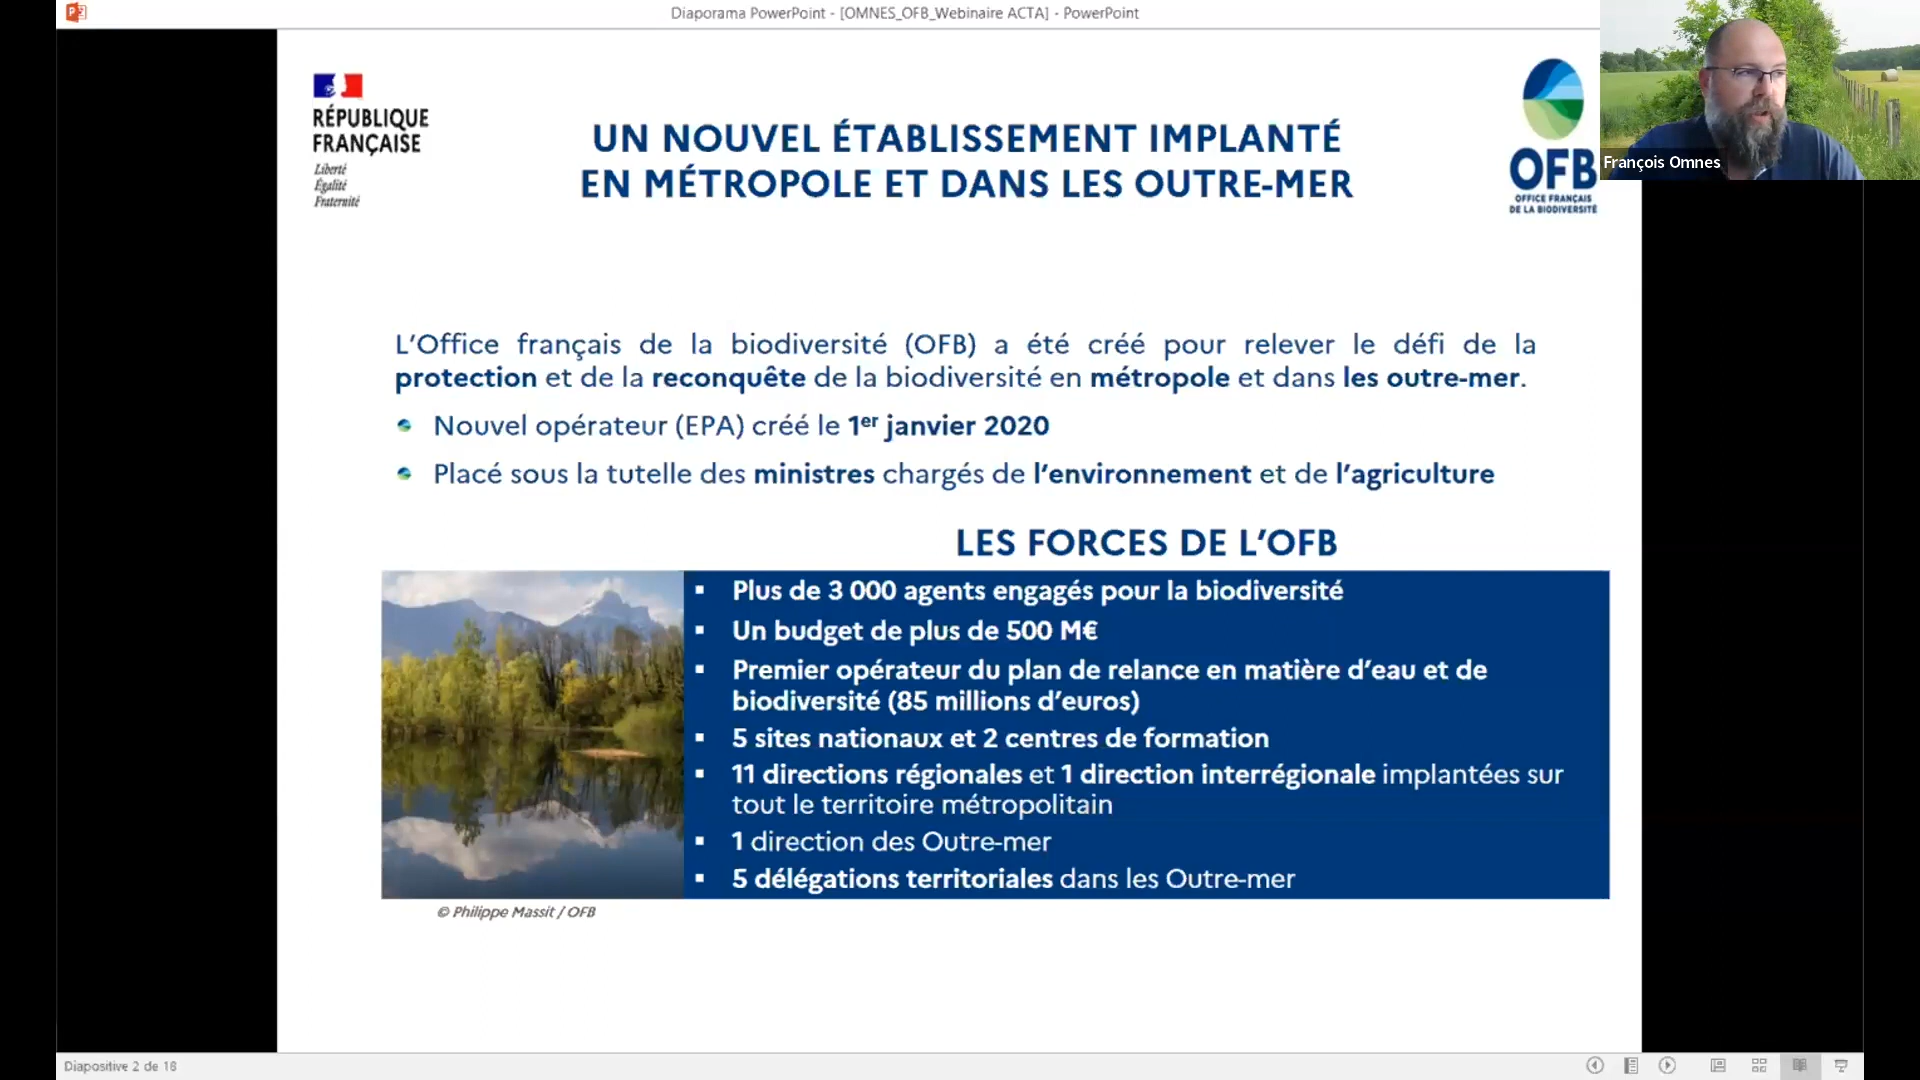 Diaporama PowerPoint - [OMNES_OFB_Webinaire ACTA] - PowerPoint
RÉPUBLIQUE
FRANÇAISE
Liberté
Égalité
Fraternité
UN NOUVEL ÉTABLISSEMENT IMPLANTÉ
EN MÉTROPOLE ET DANS LES OUTRE-MER
OFB
OFFICE FRANÇAIS
DE LA BIODIVERSITÉ
François Omnes
L'Office français de la biodiversité (OFB) a été créé pour relever le défi de la
protection et de la reconquête de la biodiversité en métropole et dans les outre-mer.
Nouvel opérateur (EPA) créé le 1er janvier 2020
Placé sous la tutelle des ministres chargés de l'environnement et de l'agriculture
LES FORCES DE L'OFB
▪ Plus de 3 000 agents engagés pour la biodiversité
▪ Un budget de plus de 500 M€
▪ Premier opérateur du plan de relance en matière d'eau et de
biodiversité (85 millions d'euros)
▪ 5 sites nationaux et 2 centres de formation
▪ 11 directions régionales et 1 direction interrégionale implantées sur
tout le territoire métropolitain
▪ 1 direction des Outre-mer
▪ 5 délégations territoriales dans les Outre-mer
© Philippe Massit / OFB
Diapositive 2 de 18